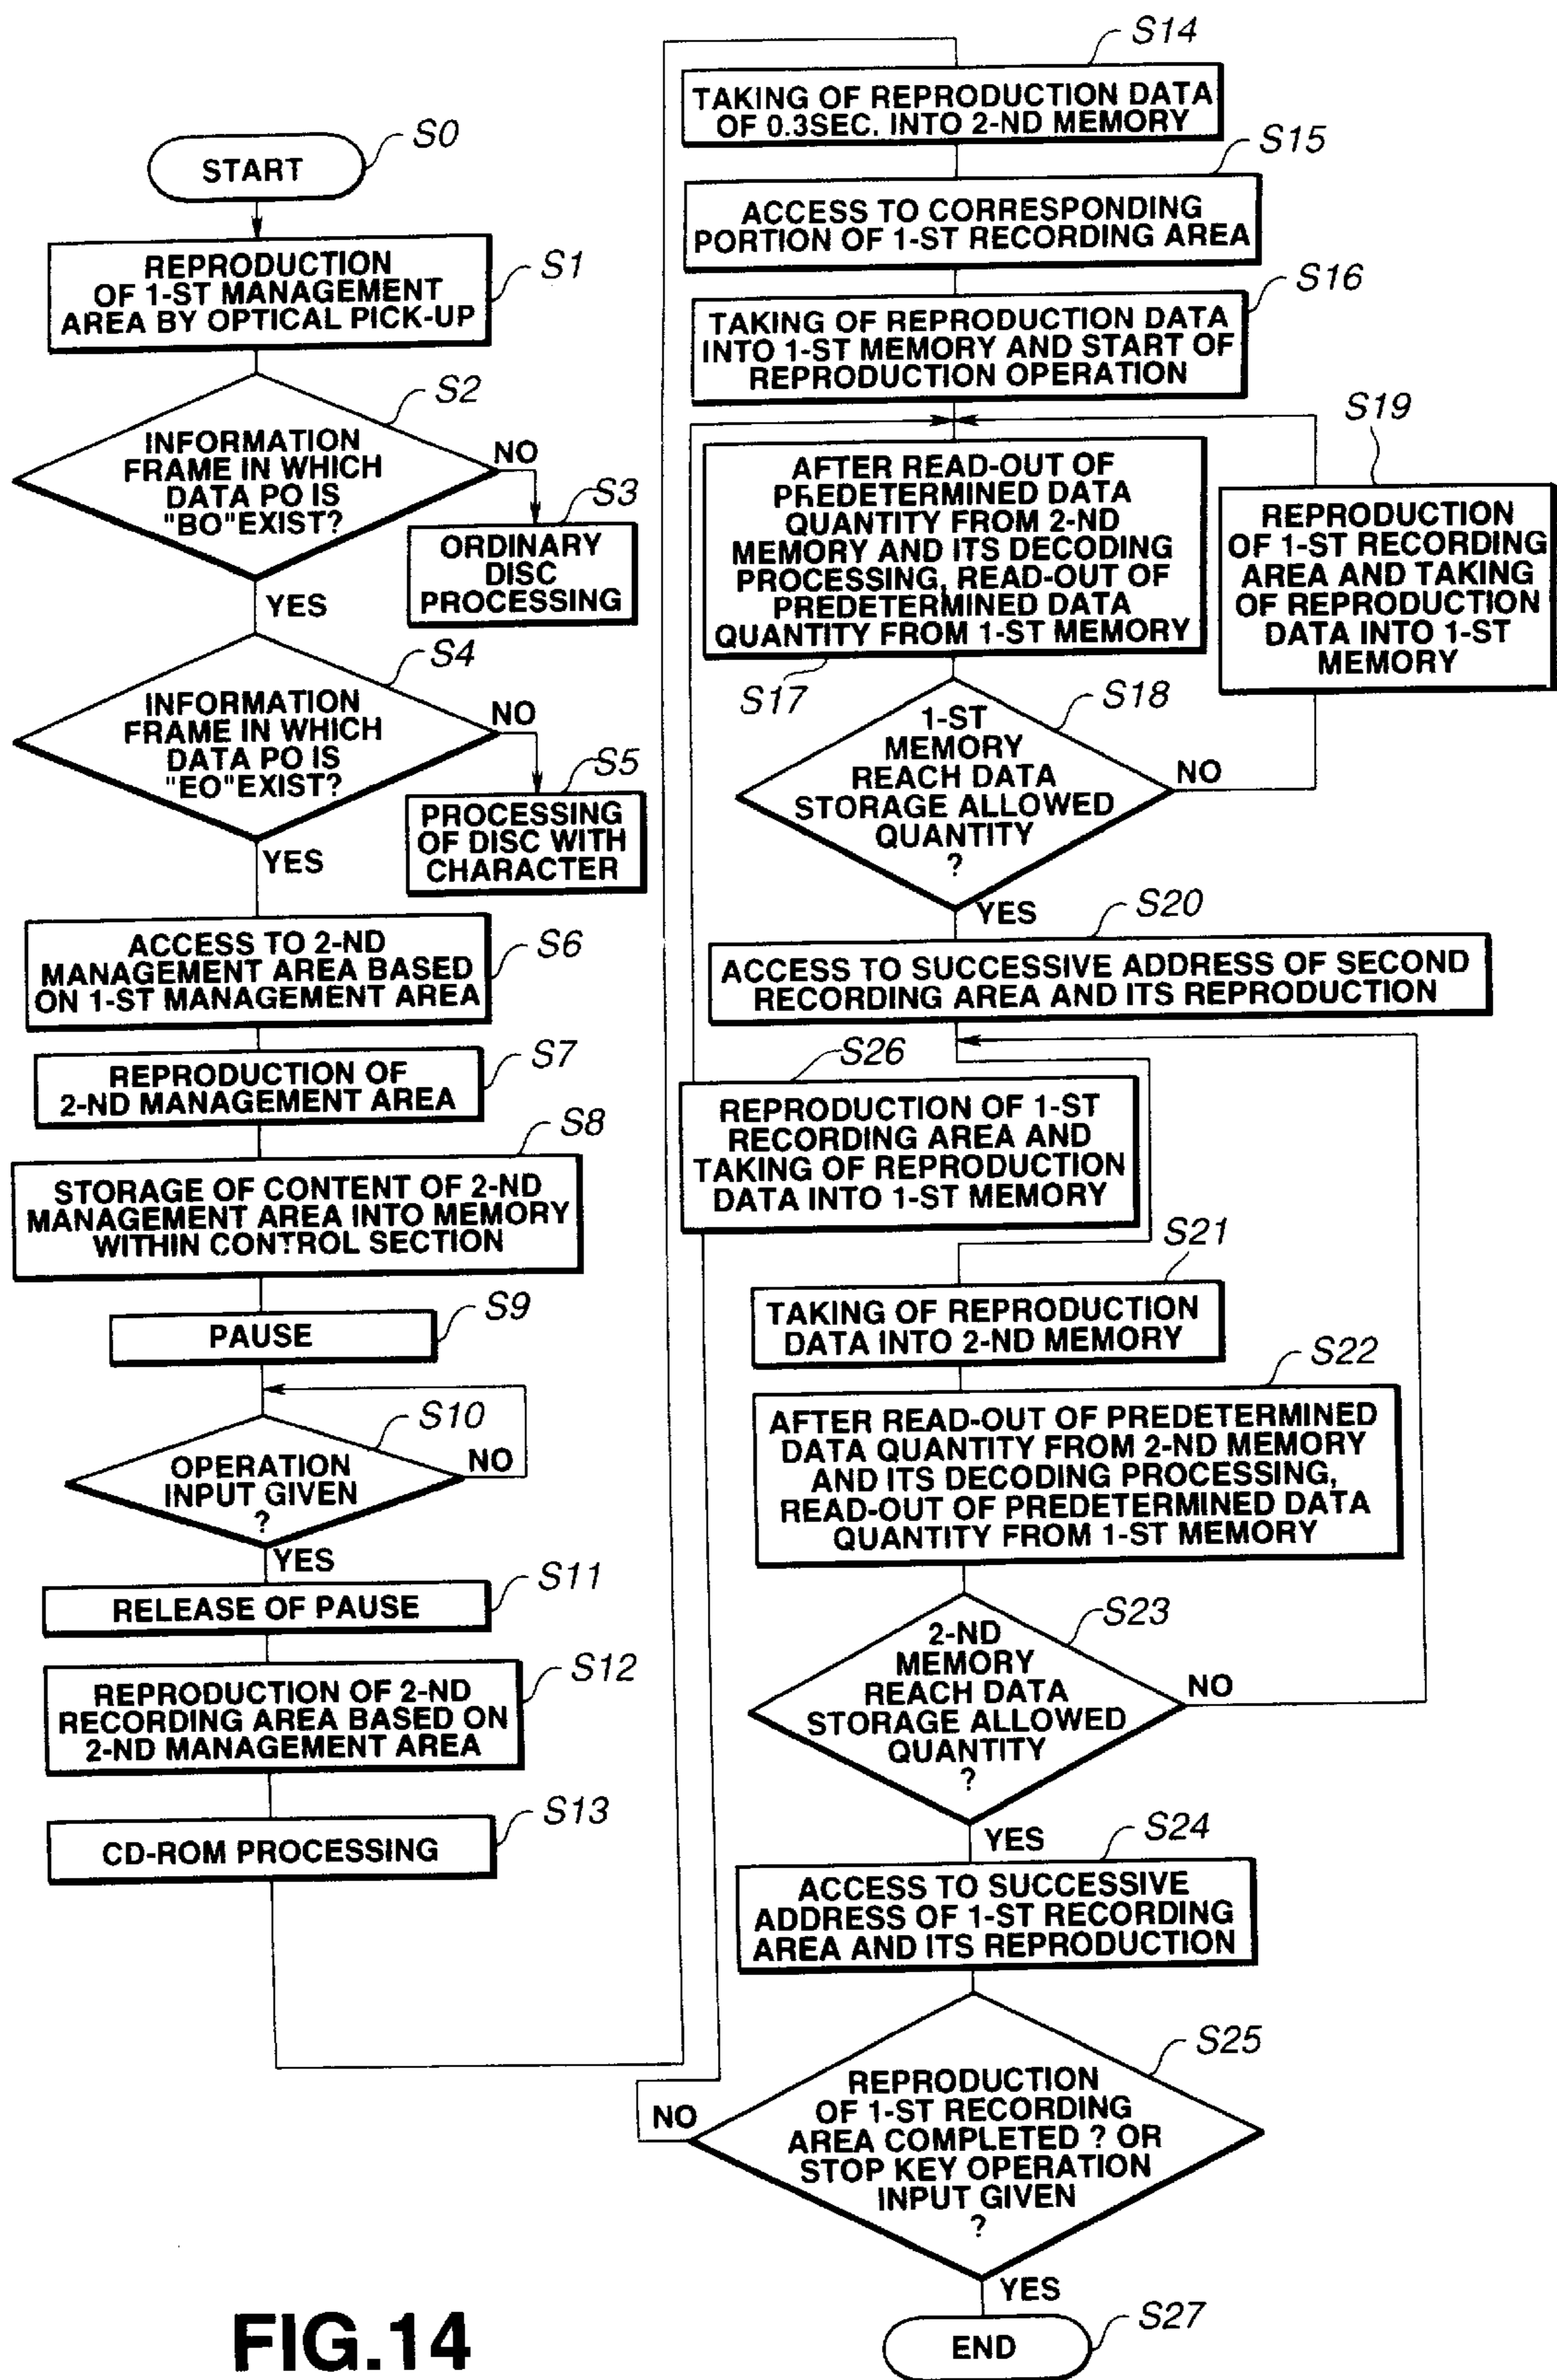 START
S0
REPRODUCTION
OF 1-ST MANAGEMENT
AREA BY OPTICAL PICK-UP
S1
INFORMATION
FRAME IN WHICH
DATA PO IS
"BO"EXIST?
S2
NO
YES
S3
ORDINARY
DISC
PROCESSING
INFORMATION
FRAME IN WHICH
DATA PO IS
"EO"EXIST?
S4
NO
YES
S5
PROCESSING
OF DISC WITH
CHARACTER
ACCESS TO 2-ND
MANAGEMENT AREA BASED
ON 1-ST MANAGEMENT AREA
S6
REPRODUCTION OF
2-ND MANAGEMENT AREA
S7
S8
STORAGE OF CONTENT OF 2-ND
MANAGEMENT AREA INTO MEMORY
WITHIN CONTROL SECTION
PAUSE
S9
OPERATION
INPUT GIVEN
?
S10
NO
YES
RELEASE OF PAUSE
S11
REPRODUCTION OF 2-ND
RECORDING AREA BASED ON
2-ND MANAGEMENT AREA
S12
CD-ROM PROCESSING
S13
S14
TAKING OF REPRODUCTION DATA
OF 0.3SEC. INTO 2-ND MEMORY
S15
ACCESS TO CORRESPONDING
PORTION OF 1-ST RECORDING AREA
S16
TAKING OF REPRODUCTION DATA
INTO 1-ST MEMORY AND START OF
REPRODUCTION OPERATION
AFTER READ-OUT OF
PREDETERMINED DATA
QUANTITY FROM 2-ND
MEMORY AND ITS DECODING
PROCESSING, READ-OUT OF
PREDETERMINED DATA
QUANTITY FROM 1-ST MEMORY
S17
S19
REPRODUCTION
OF 1-ST RECORDING
AREA AND TAKING
OF REPRODUCTION
DATA INTO 1-ST
MEMORY
S18
1-ST
MEMORY
REACH DATA
STORAGE ALLOWED
QUANTITY
?
NO
YES
S20
ACCESS TO SUCCESSIVE ADDRESS OF SECOND
RECORDING AREA AND ITS REPRODUCTION
S26
REPRODUCTION OF 1-ST
RECORDING AREA AND
TAKING OF REPRODUCTION
DATA INTO 1-ST MEMORY
S21
TAKING OF REPRODUCTION
DATA INTO 2-ND MEMORY
S22
AFTER READ-OUT OF PREDETERMINED
DATA QUANTITY FROM 2-ND MEMORY
AND ITS DECODING PROCESSING,
READ-OUT OF PREDETERMINED DATA
QUANTITY FROM 1-ST MEMORY
S23
2-ND
MEMORY
REACH DATA
STORAGE ALLOWED
QUANTITY
?
NO
YES
S24
ACCESS TO SUCCESSIVE
ADDRESS OF 1-ST RECORDING
AREA AND ITS REPRODUCTION
S25
REPRODUCTION
OF 1-ST RECORDING
AREA COMPLETED ? OR
STOP KEY OPERATION
INPUT GIVEN
?
NO
YES
END
S27
FIG.14